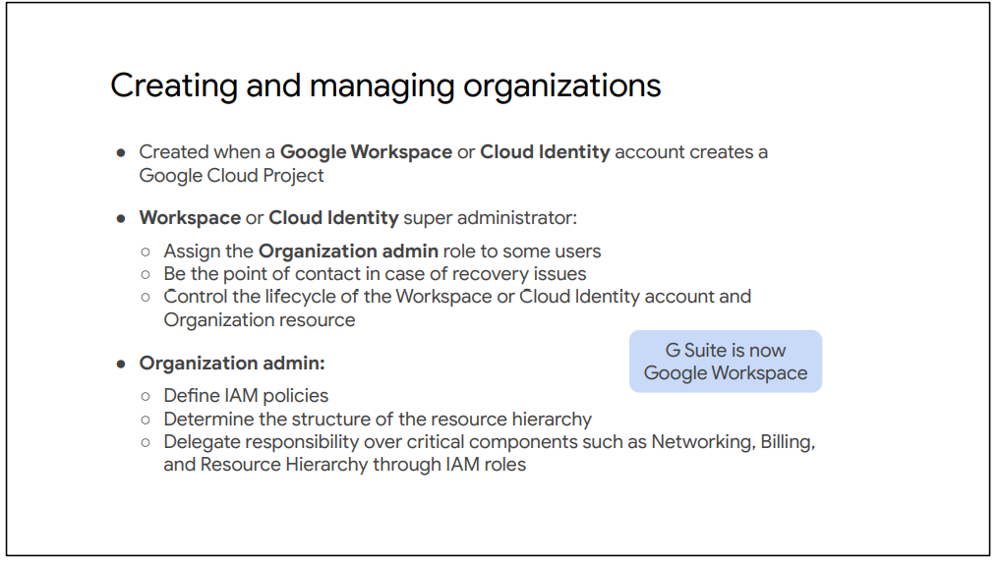 Creating and managing organizations
● Created when a Google Workspace or Cloud Identity account creates a
Google Cloud Project
● Workspace or Cloud Identity super administrator:
○ Assign the Organization admin role to some users
○ Be the point of contact in case of recovery issues
○ Control the lifecycle of the Workspace or Cloud Identity account and
Organization resource
G Suite is now
Google Workspace
● Organization admin:
○ Define IAM policies
○ Determine the structure of the resource hierarchy
○ Delegate responsibility over critical components such as Networking, Billing,
and Resource Hierarchy through IAM roles